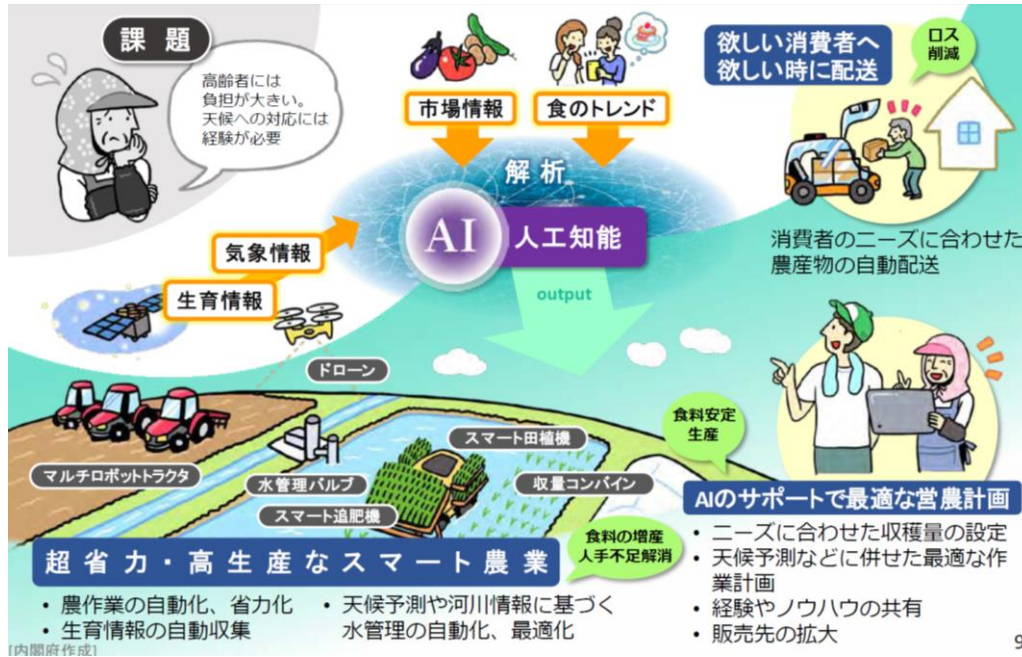 課題
高齢者には
負担が大きい。
天候への対応には
経験が必要
市場情報
食のトレンド
解析
AI
人工知能
気象情報
生育情報
output
欲しい消費者へ
欲しい時に配送
ロス
削減
消費者のニーズに合わせた
農産物の自動配送
ドローン
マルチロボットトラクタ
水管理バルブ
スマート追肥機
スマート田植機
収量コンバイン
食料安定
生産
食料の増産
人手不足解消
超省力・高生産なスマート農業
• 農作業の自動化、省力化
• 生育情報の自動収集
• 天候予測や河川情報に基づく
水管理の自動化、最適化
AIのサポートで最適な営農計画
• ニーズに合わせた収穫量の設定
• 天候予測などに併せた最適な作
業計画
• 経験やノウハウの共有
• 販売先の拡大
[内閣府作成]
9